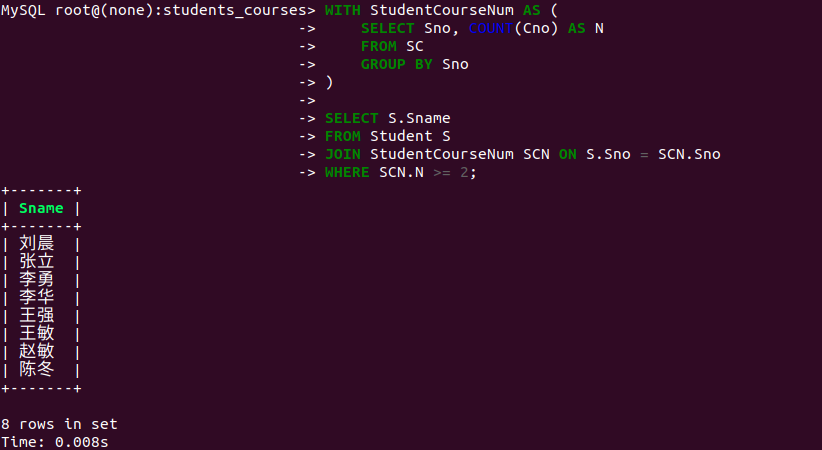 MySQL root@(none):students_courses> WITH StudentCourseNum AS (
-> SELECT Sno, COUNT(Cno) AS N
-> FROM SC
-> GROUP BY Sno
-> )
->
-> SELECT S.Sname
-> FROM Student S
-> JOIN StudentCourseNum SCN ON S.Sno = SCN.Sno
-> WHERE SCN.N >= 2;
+-------+
| Sname |
+-------+
| 刘晨 |
| 张立 |
| 李勇 |
| 李华 |
| 王强 |
| 王敏 |
| 赵敏 |
| 陈冬 |
+-------+
8 rows in set
Time: 0.008s